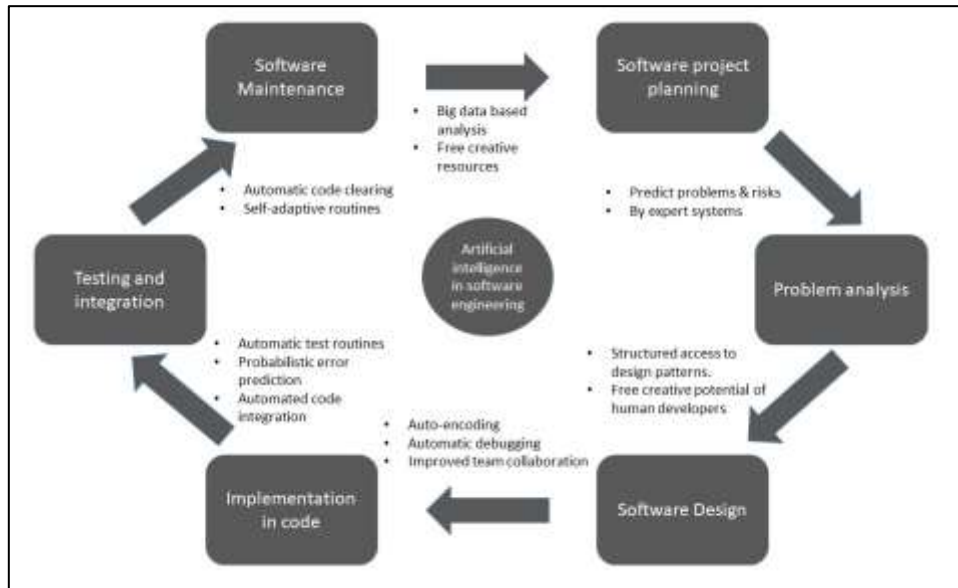 Software
Maintenance
Software project
planning
• Big data based
analysis
• Free creative
resources
• Automatic code clearing
• Self-adaptive routines
• Predict problems & risks
• By expert systems
Artificial
intelligence
in software
engineering
Testing and
integration
Problem analysis
• Automatic test routines
• Probabilistic error
prediction
• Automated code
integration
• Structured access to
design patterns.
• Free creative potential of
human developers
• Auto-encoding
• Automatic debugging
• Improved team collaboration
Implementation
in code
Software Design